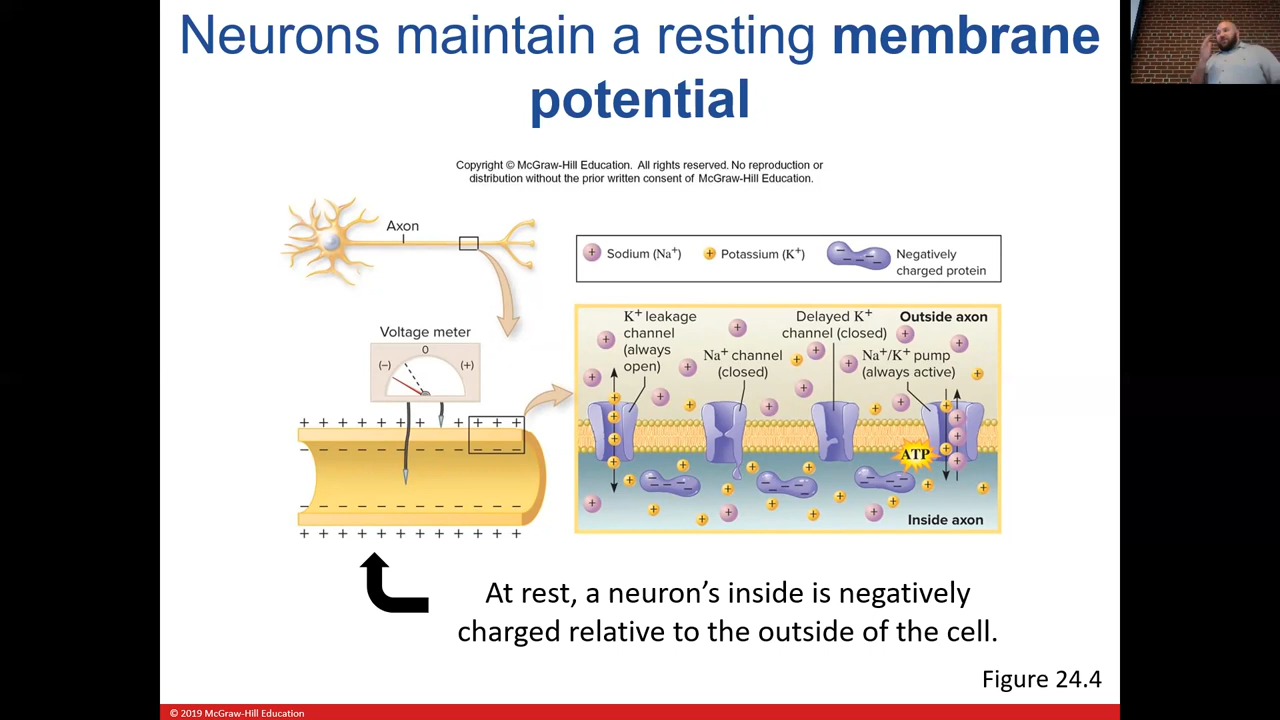 Neurons maintain a resting membrane
potential
Copyright © McGraw-Hill Education. All rights reserved. No reproduction or
distribution without the prior written consent of McGraw-Hill Education.
Axon
Sodium (Na⁺)
Potassium (K⁺)
Negatively
charged protein
Voltage meter
0
(−)
(+)
K⁺ leakage
channel
(always
open)
Na⁺ channel
(closed)
Delayed K⁺
channel (closed)
Outside axon
Na⁺/K⁺ pump
(always active)
ATP
Inside axon
At rest, a neuron’s inside is negatively
charged relative to the outside of the cell.
Figure 24.4
© 2019 McGraw-Hill Education